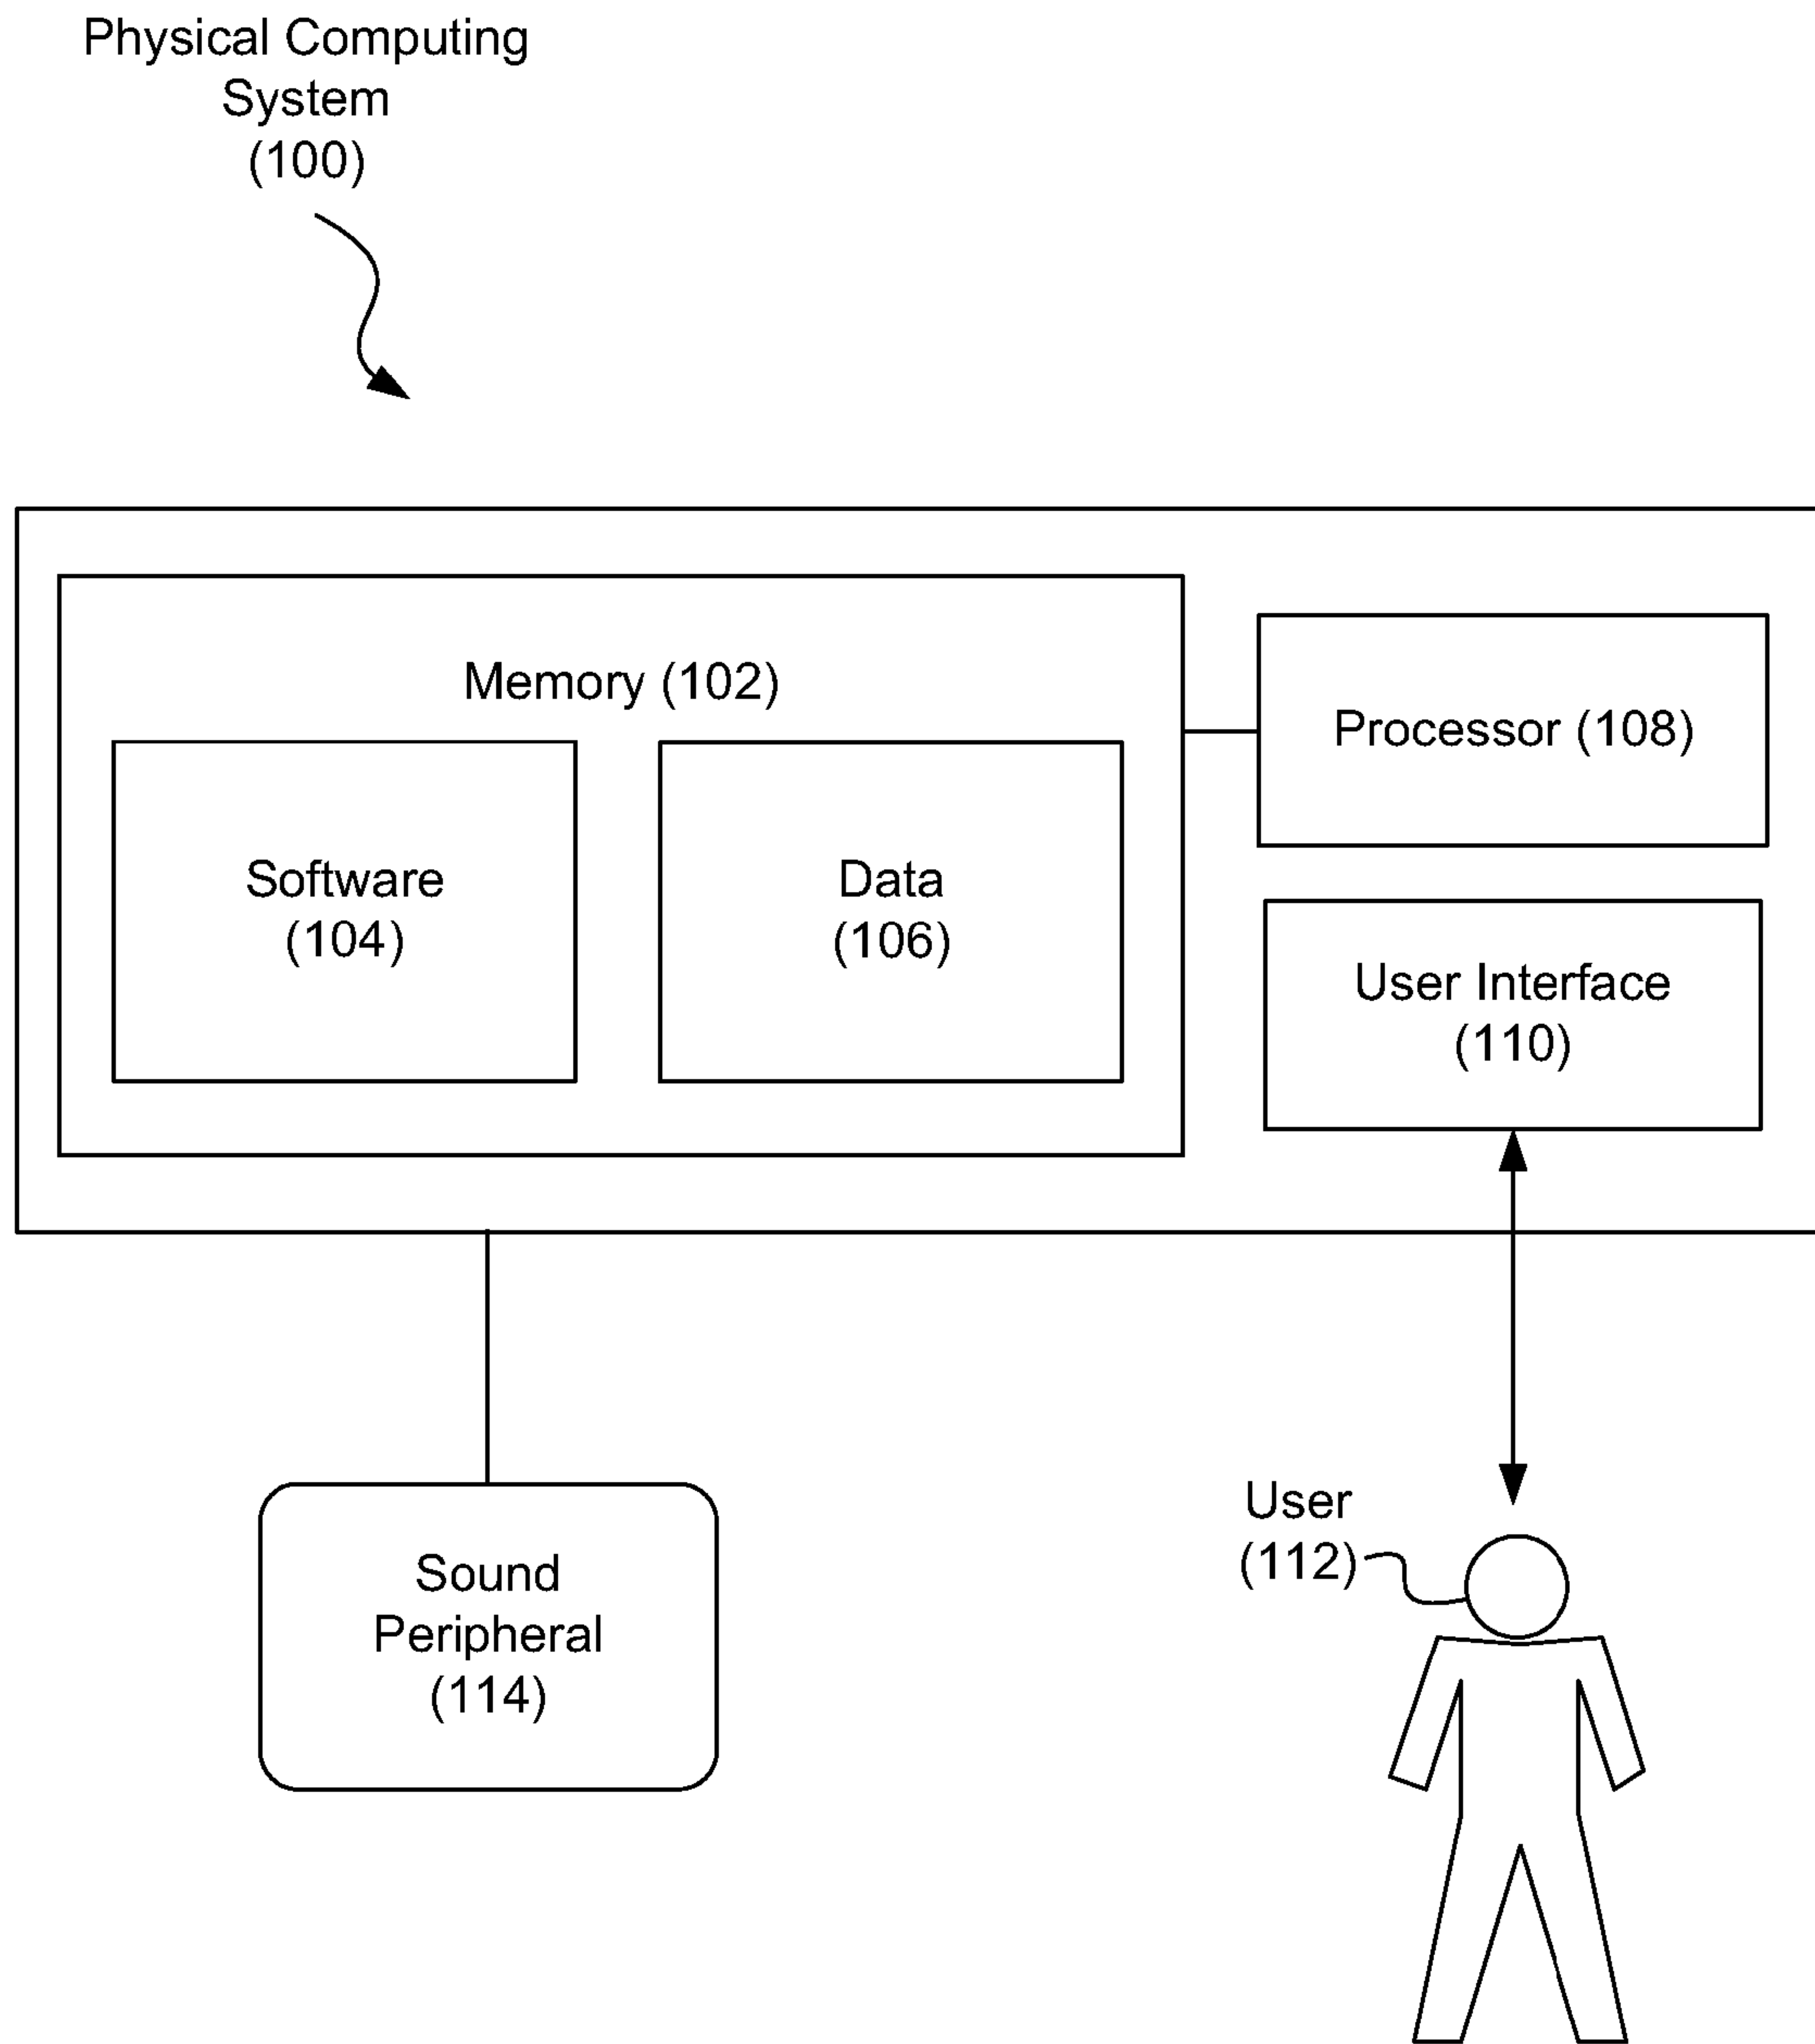 Physical Computing
System
(100)
Memory (102)
Processor (108)
Software
(104)
Data
(106)
User Interface
(110)
Sound
Peripheral
(114)
User
(112)